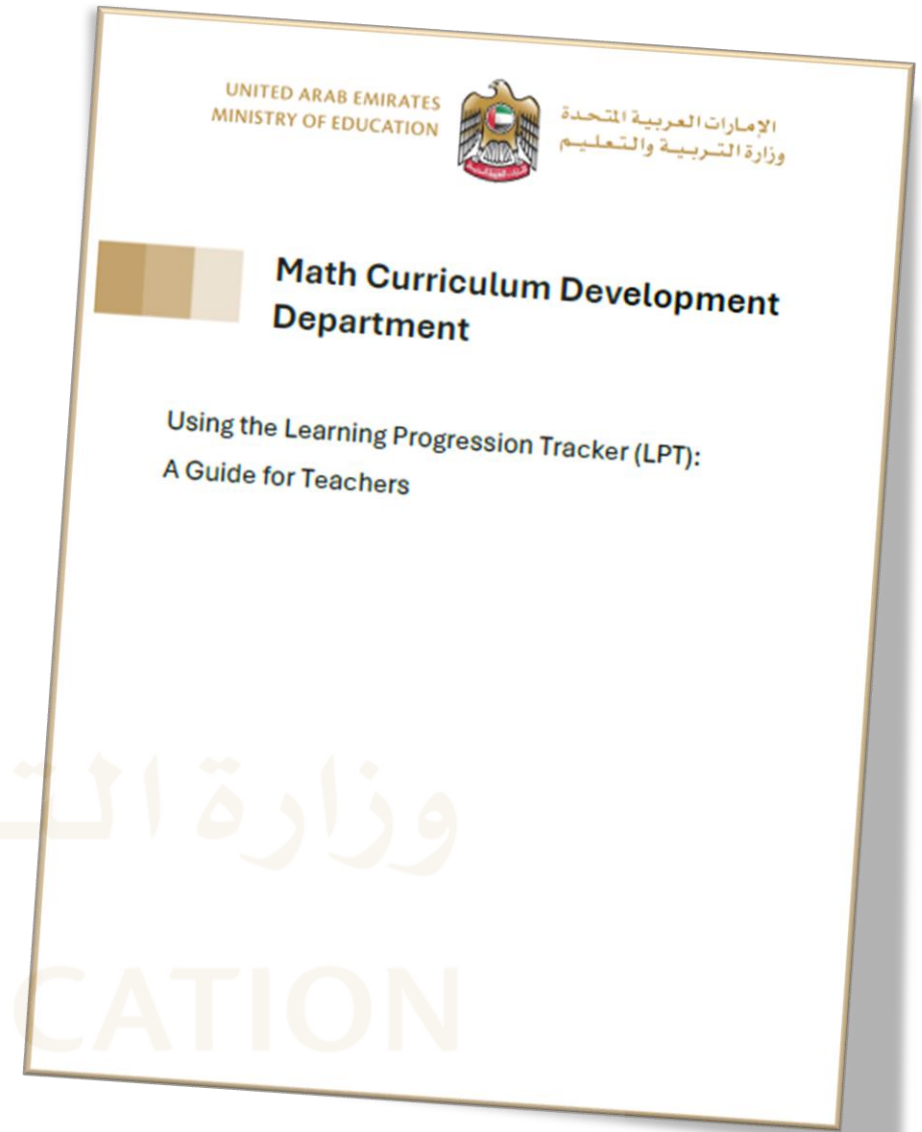 UNITED ARAB EMIRATES
MINISTRY OF EDUCATION
الإمارات العربية المتحدة
وزارة التربية والتعليم
Math Curriculum Development
Department
Using the Learning Progression Tracker (LPT):
A Guide for Teachers
وزارة الت
CATION